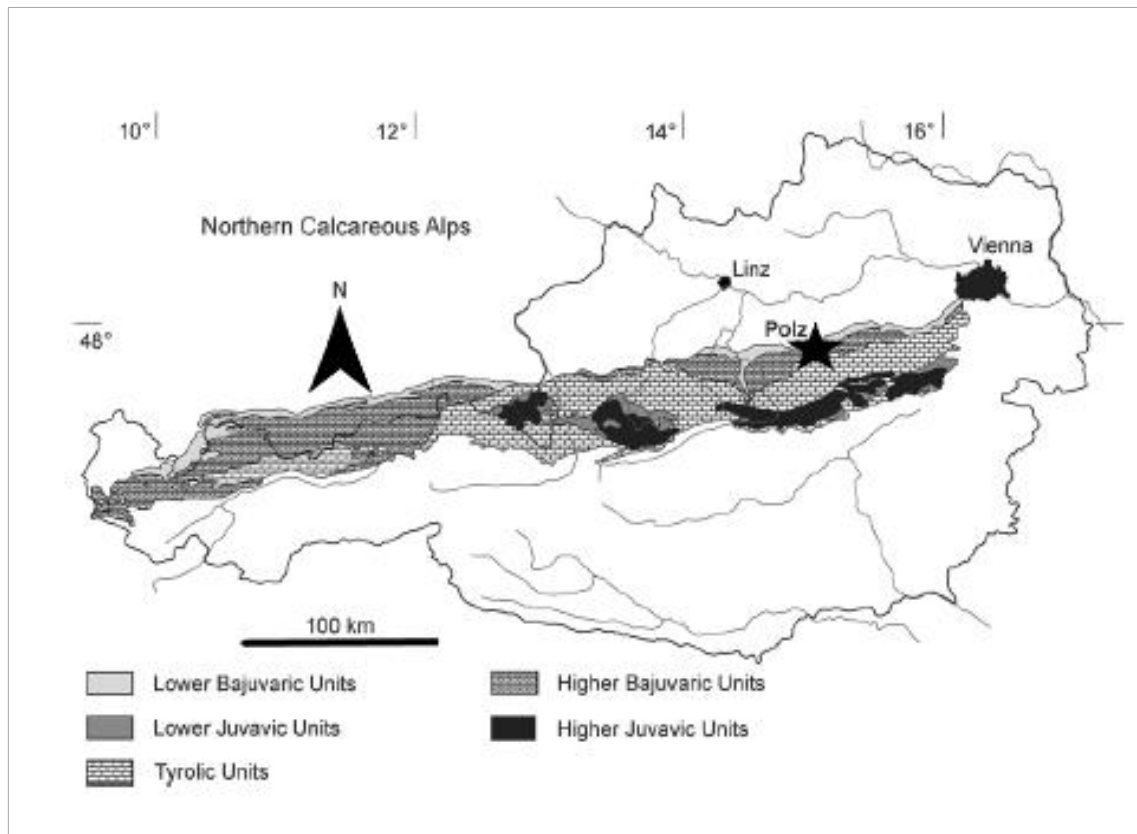 10° 12° 14° 16°
Northern Calcareous Alps
Vienna
Linz
N
Polz
48°
100 km
Lower Bajuvaric Units Higher Bajuvaric Units
Lower Juvavic Units Higher Juvavic Units
Tyrolic Units